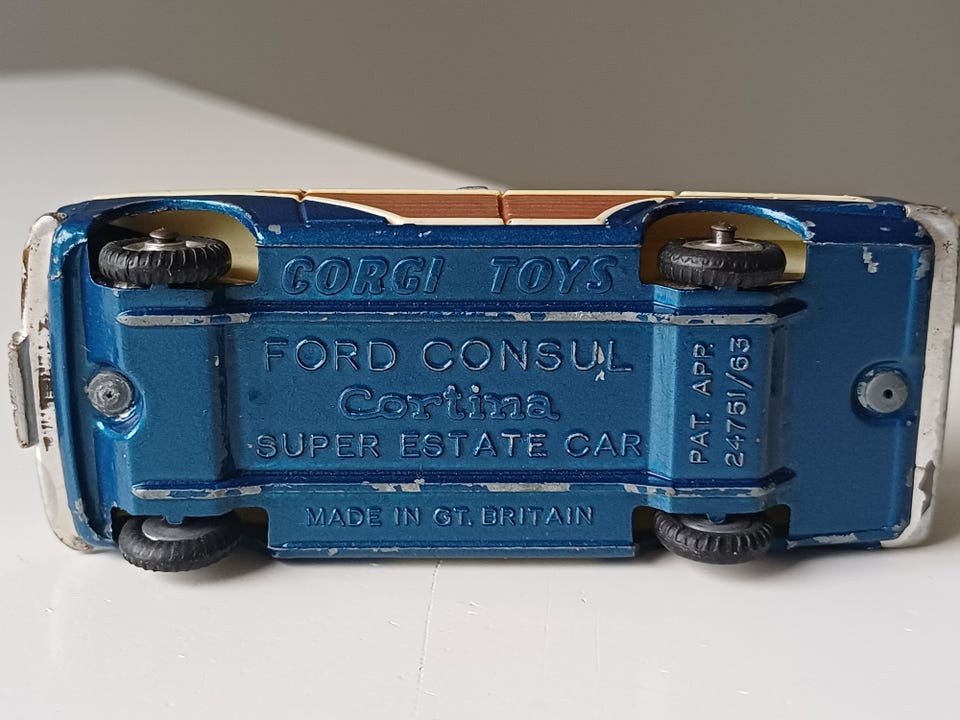 CORGI TOYS
FORD CONSUL
Cortina
SUPER ESTATE CAR
MADE IN GT. BRITAIN
PAT. APP.
24751/63